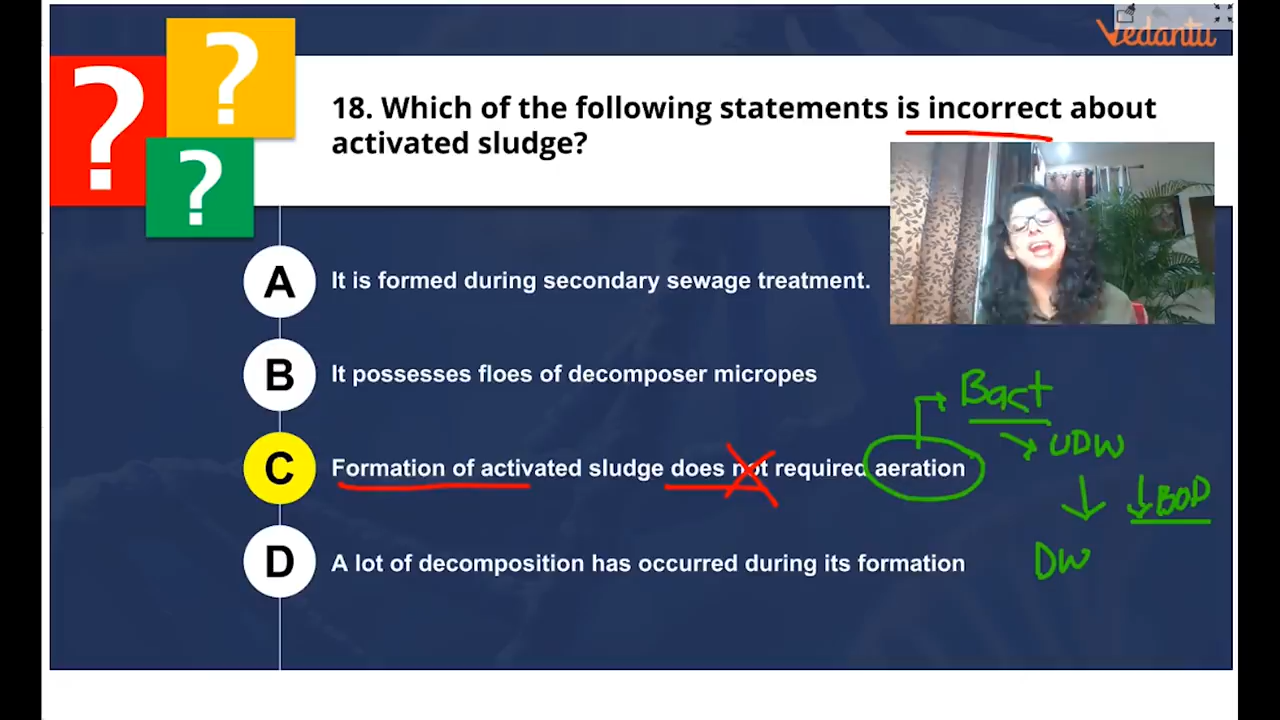 Vedantu
18. Which of the following statements is incorrect about
activated sludge?
A It is formed during secondary sewage treatment.
B It possesses floes of decomposer micropes
C Formation of activated sludge does not required aeration
D A lot of decomposition has occurred during its formation
Bact
UDW
↓BOD
DW
? ? ?